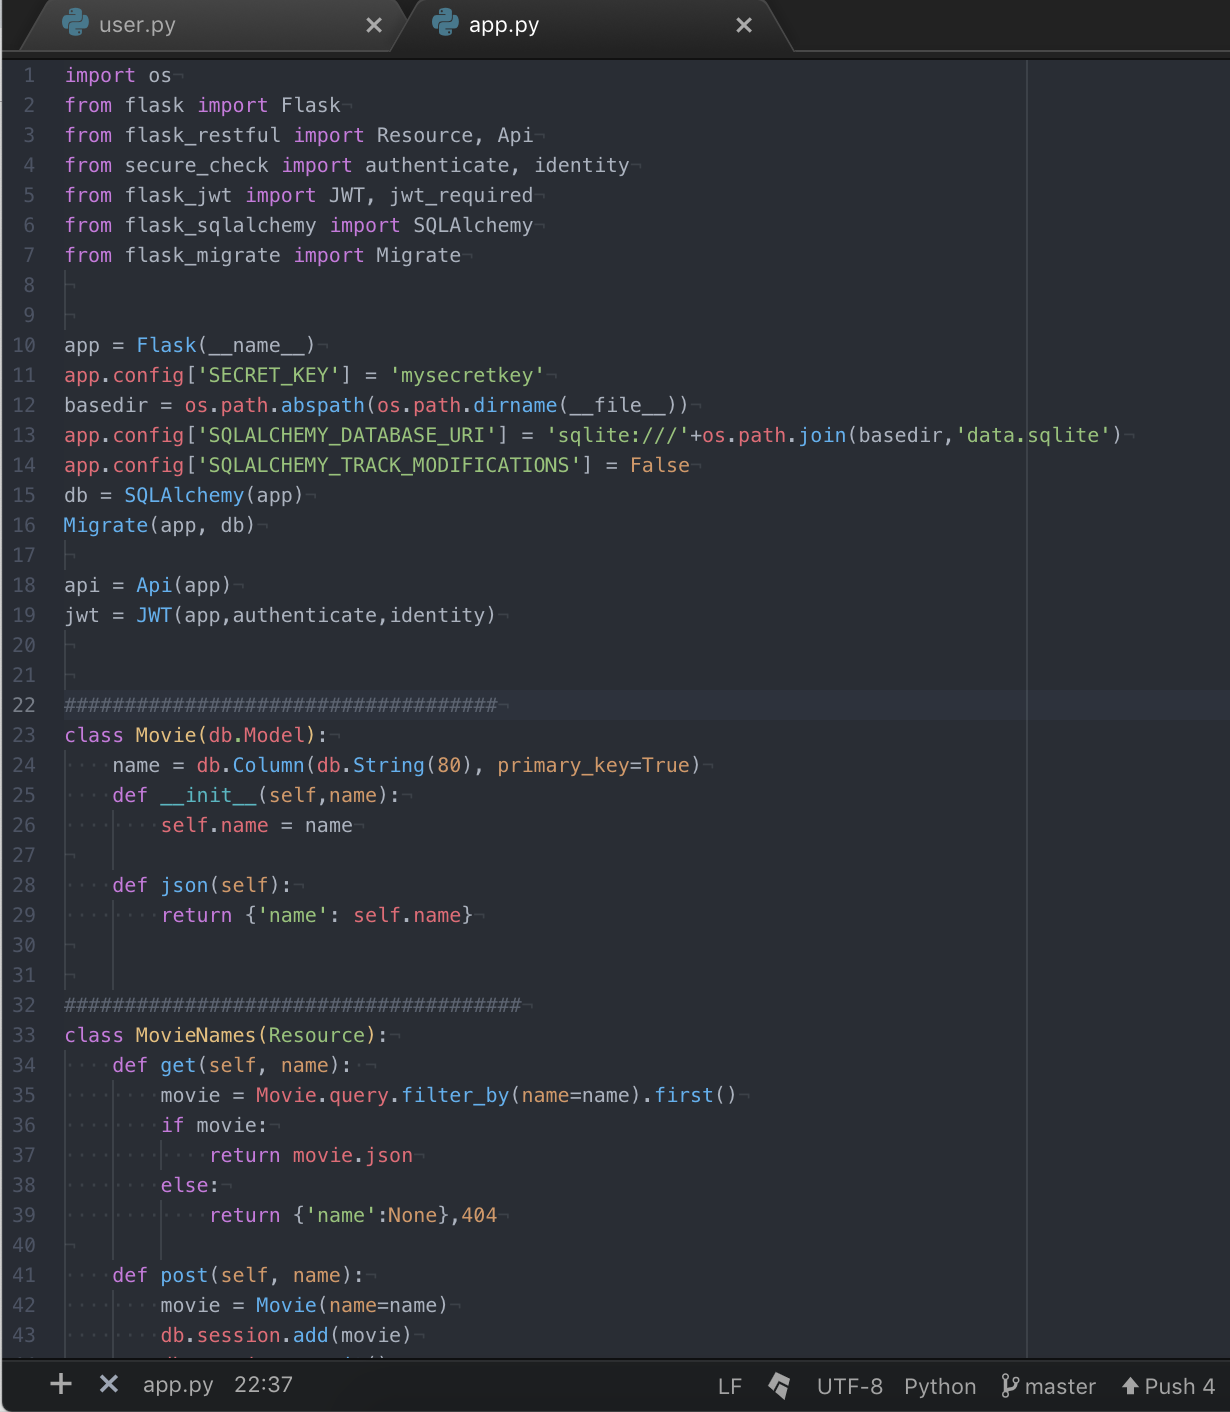 user.py
app.py
1 import os
2 from flask import Flask
3 from flask_restful import Resource, Api
4 from secure_check import authenticate, identity
5 from flask_jwt import JWT, jwt_required
6 from flask_sqlalchemy import SQLAlchemy
7 from flask_migrate import Migrate
8
9
10 app = Flask(__name__)
11 app.config['SECRET_KEY'] = 'mysecretkey'
12 basedir = os.path.abspath(os.path.dirname(__file__))
13 app.config['SQLALCHEMY_DATABASE_URI'] = 'sqlite:///'+os.path.join(basedir,'data.sqlite')
14 app.config['SQLALCHEMY_TRACK_MODIFICATIONS'] = False
15 db = SQLAlchemy(app)
16 Migrate(app, db)
17
18 api = Api(app)
19 jwt = JWT(app,authenticate,identity)
20
21
22 ####################################
23 class Movie(db.Model):
24     name = db.Column(db.String(80), primary_key=True)
25     def __init__(self,name):
26         self.name = name
27
28     def json(self):
29         return {'name': self.name}
30
31
32 ######################################
33 class MovieNames(Resource):
34     def get(self, name):
35         movie = Movie.query.filter_by(name=name).first()
36         if movie:
37             return movie.json
38         else:
39             return {'name':None},404
40
41     def post(self, name):
42         movie = Movie(name=name)
43         db.session.add(movie)
app.py 22:37 LF UTF-8 Python master Push 4